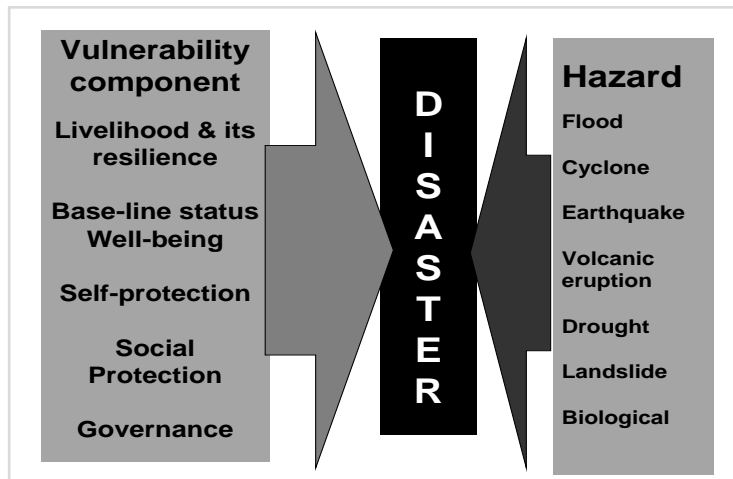 Vulnerability
component
Livelihood & its
resilience
Base-line status
Well-being
Self-protection
Social
Protection
Governance
DISASTER
Hazard
Flood
Cyclone
Earthquake
Volcanic
eruption
Drought
Landslide
Biological